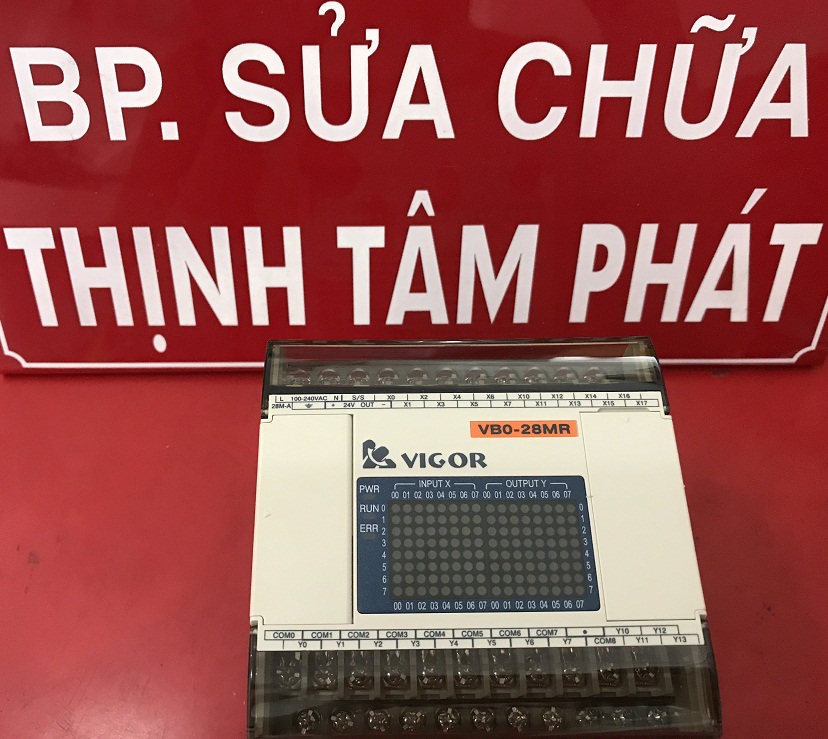 BP. SỬA CHỮA
THỊNH TÂM PHÁT
L 100-240VAC N S/S X0 X2 X4 X6 X10 X12 X14 X16
28M-A + 24V OUT - X1 X3 X5 X7 X11 X13 X15 X17
VB0-28MR
VIGOR
PWR INPUT X OUTPUT Y
00 01 02 03 04 05 06 07 00 01 02 03 04 05 06 07
RUN 0 0
1 1
ERR 2 2
3 3
4 4
5 5
6 6
7 7
00 01 02 03 04 05 06 07 00 01 02 03 04 05 06 07
COM0 COM1 COM2 COM3 COM4 COM5 COM6 COM7 • Y10 Y12
Y0 Y1 Y2 Y3 Y4 Y5 Y6 Y7 COM8 Y11 Y13